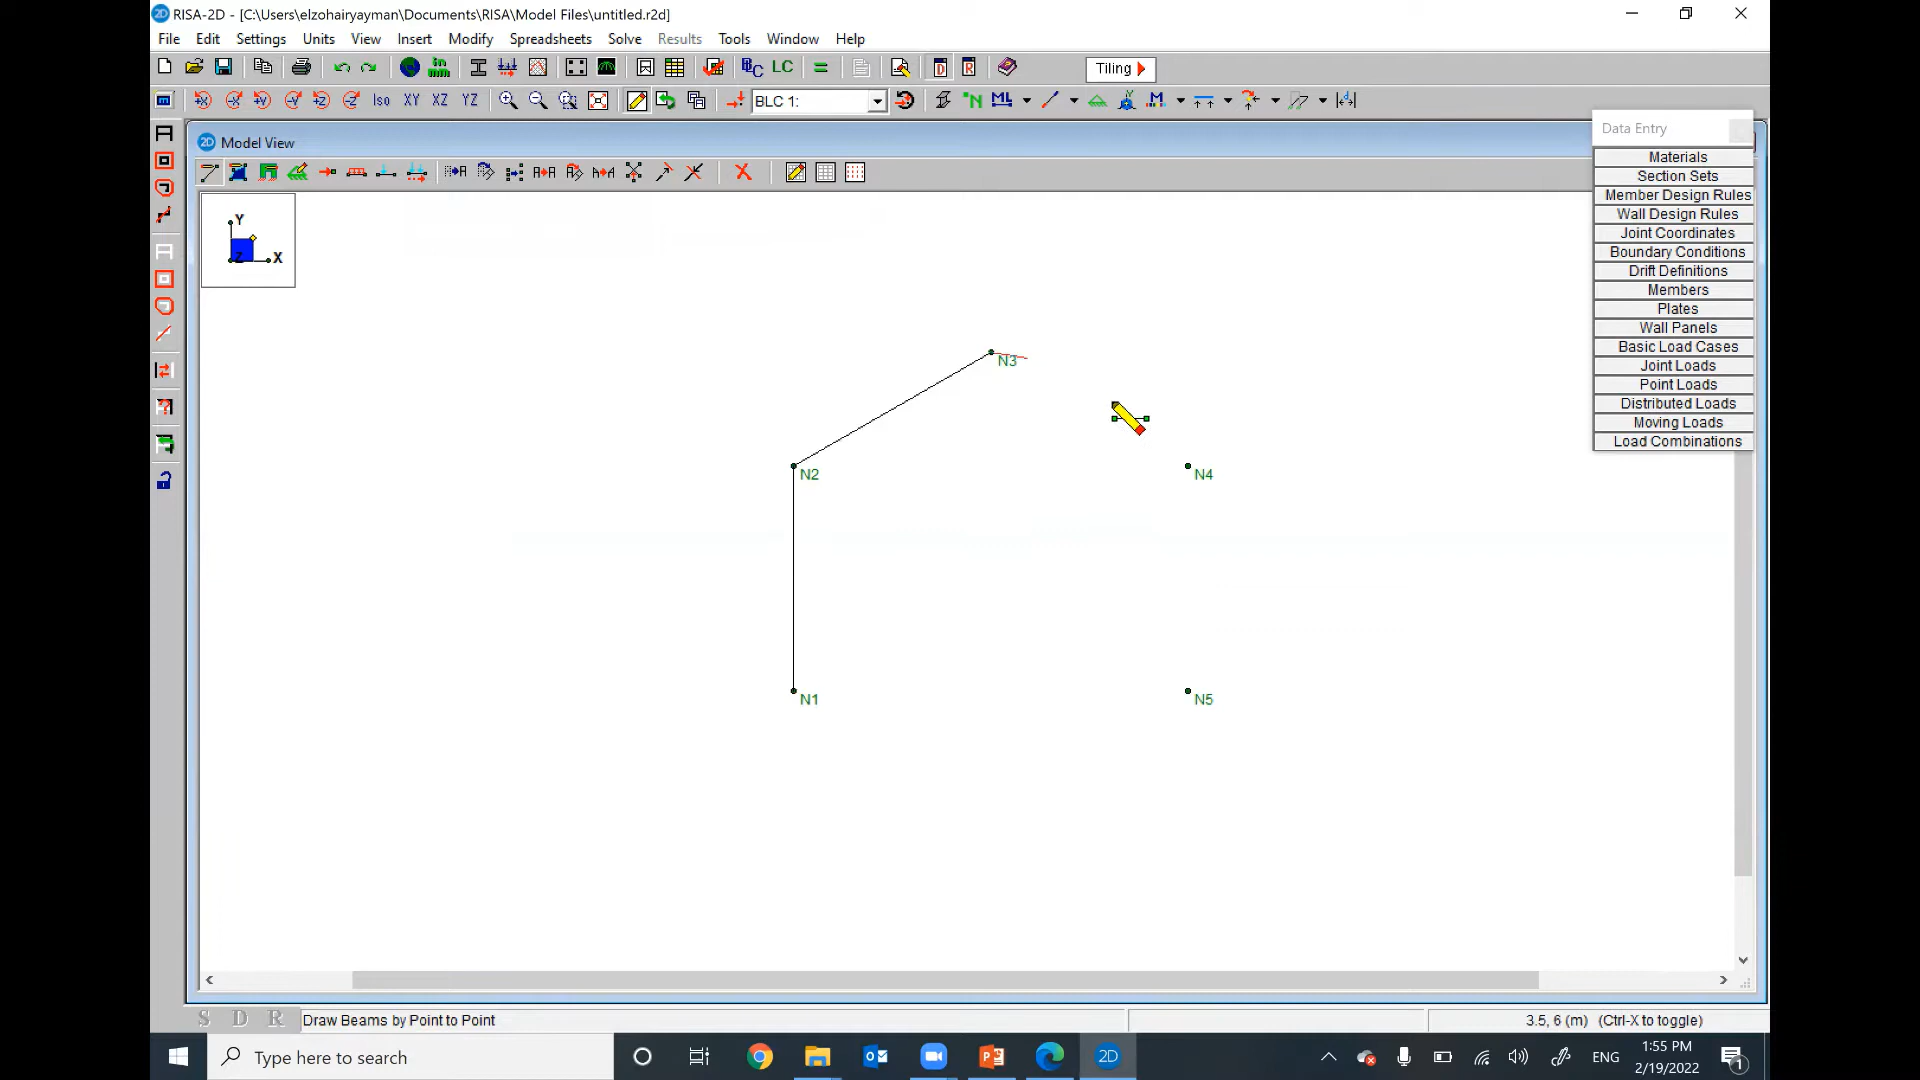 RISA-2D - [C:\Users\elzohairyayman\Documents\RISA\Model Files\untitled.r2d]
File Edit Settings Units View Insert Modify Spreadsheets Solve Results Tools Window Help
BC LC Tiling
Iso XY XZ YZ BLC 1: N ML M
Model View
Data Entry
Materials
Section Sets
Member Design Rules
Wall Design Rules
Joint Coordinates
Boundary Conditions
Drift Definitions
Members
Plates
Wall Panels
Basic Load Cases
Joint Loads
Point Loads
Distributed Loads
Moving Loads
Load Combinations
Y
Z X
N3
N2
N4
N1
N5
S D R Draw Beams by Point to Point 3.5, 6 (m) (Ctrl-X to toggle)
Type here to search
2D
ENG
1:55 PM
2/19/2022
1